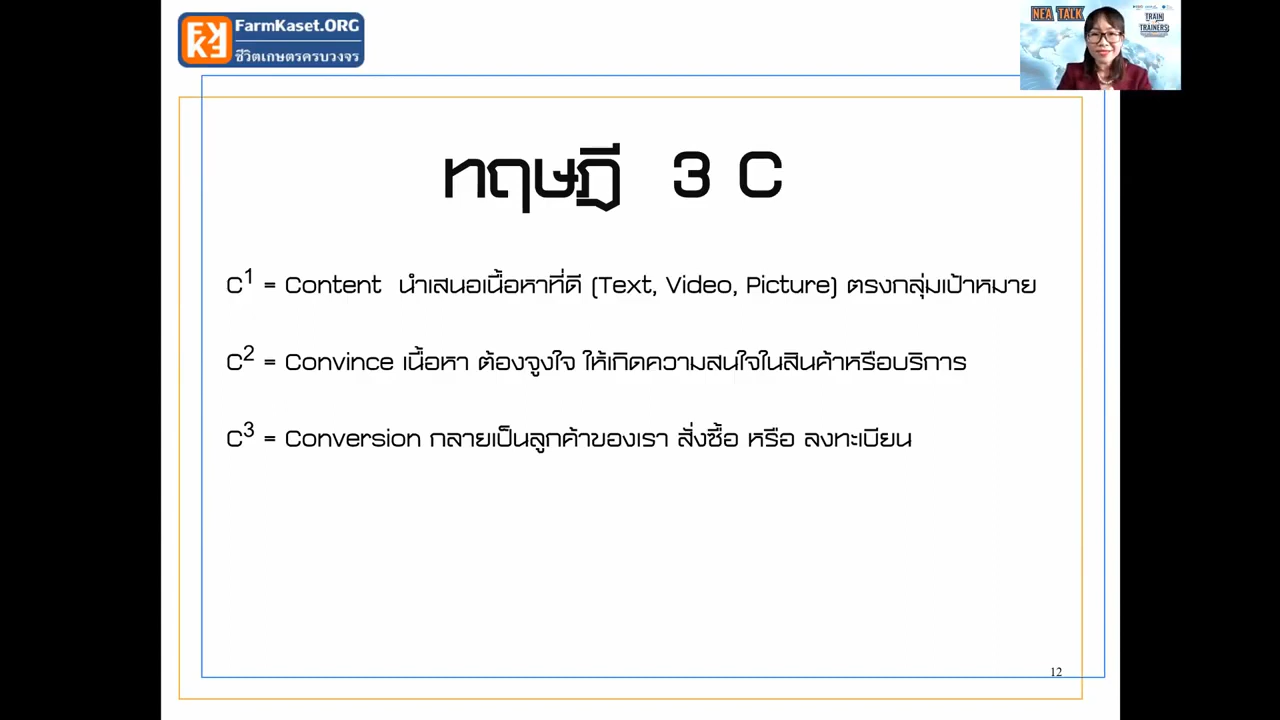 FarmKaset.ORG
ชีวิตเกษตรครบวงจร
NEA TALK
TRAIN
TRAINERS
ทฤษฎี 3 C
C1 = Content นำเสนอเนื้อหาที่ดี (Text, Video, Picture) ตรงกลุ่มเป้าหมาย
C2 = Convince เนื้อหา ต้องจูงใจ ให้เกิดความสนใจในสินค้าหรือบริการ
C3 = Conversion กลายเป็นลูกค้าของเรา สั่งซื้อ หรือ ลงทะเบียน
12